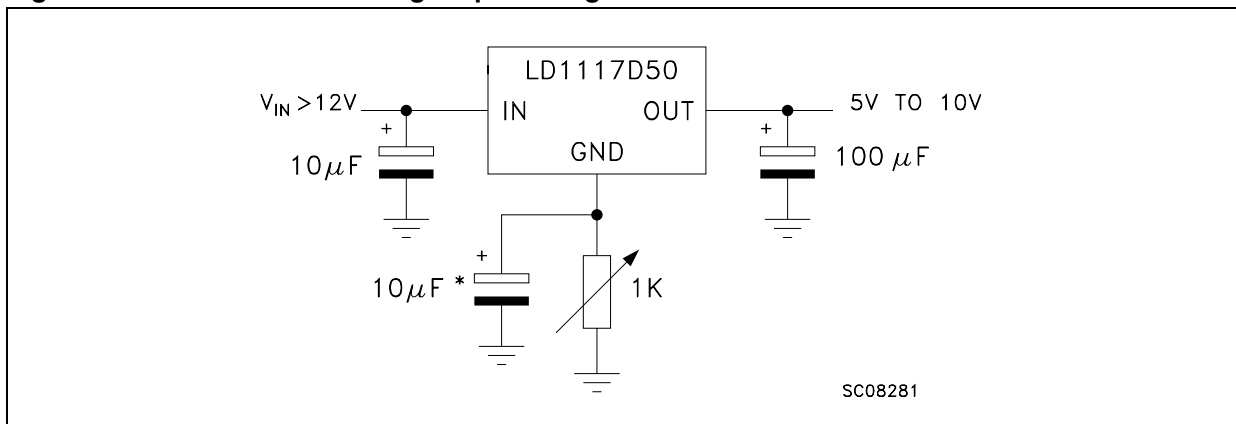 LD1117D50
V_IN >12V
IN
OUT
5V TO 10V
GND
+
10μF
+
100 μF
+
10μF *
1K
SC08281